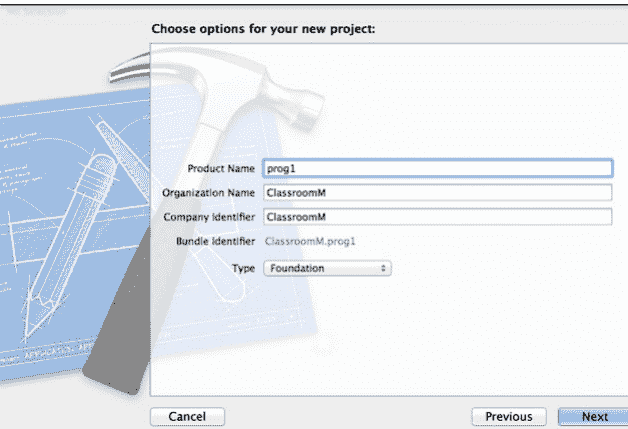 Choose options for your new project:
Product Name prog1
Organization Name ClassroomM
Company Identifier ClassroomM
Bundle Identifier ClassroomM.prog1
Type Foundation
Cancel Previous Next